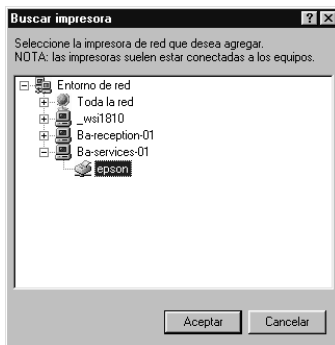 Buscar impresora
Seleccione la impresora de red que desea agregar.
NOTA: las impresoras suelen estar conectadas a los equipos.
Entorno de red
Toda la red
_wsi1810
Ba-reception-01
Ba-services-01
epson
Aceptar
Cancelar